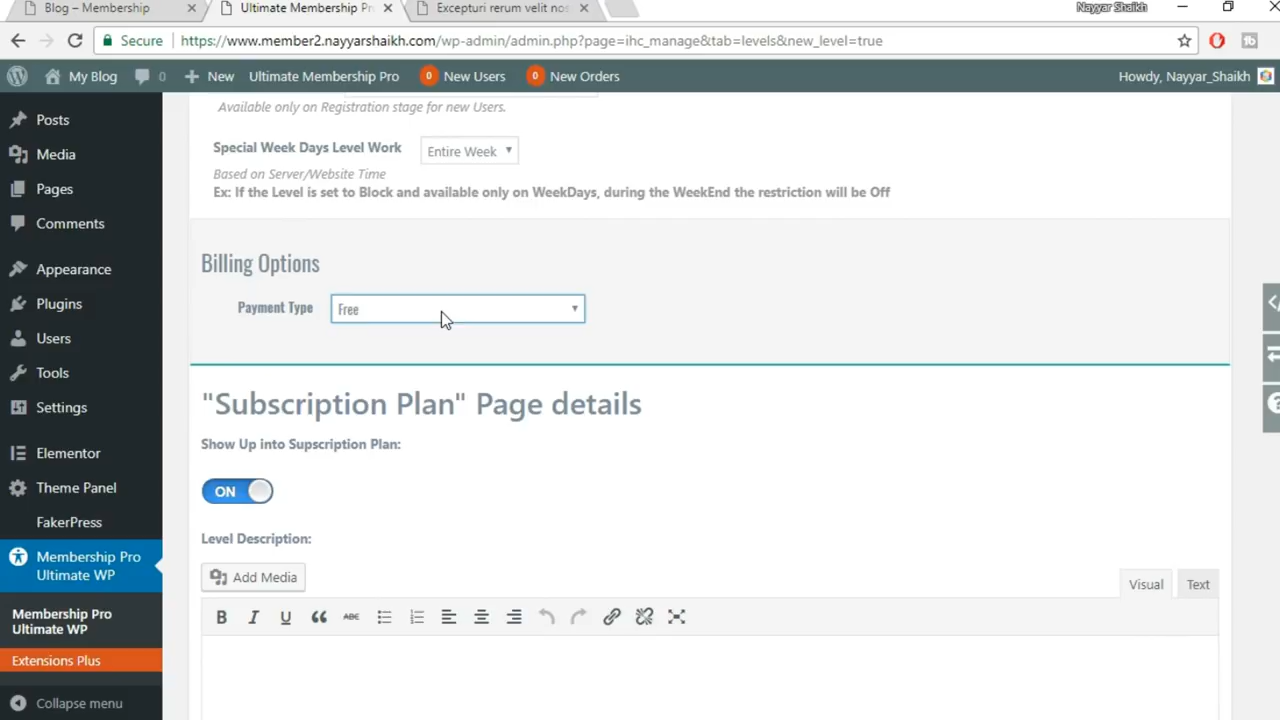 Blog – Membership
Ultimate Membership Pr
Excepturi rerum velit nos
Nayyar Shaikh
Secure
https://www.member2.nayyarshaikh.com/wp-admin/admin.php?page=ihc_manage&tab=levels&new_level=true
My Blog
0
New
Ultimate Membership Pro
0 New Users
0 New Orders
Howdy, Nayyar_Shaikh
Posts
Media
Pages
Comments
Appearance
Plugins
Users
Tools
Settings
Elementor
Theme Panel
FakerPress
Membership Pro
Ultimate WP
Membership Pro
Ultimate WP
Extensions Plus
Collapse menu
Available only on Registration stage for new Users.
Special Week Days Level Work
Entire Week
Based on Server/Website Time
Ex: If the Level is set to Block and available only on WeekDays, during the WeekEnd the restriction will be Off
Billing Options
Payment Type
Free
"Subscription Plan" Page details
Show Up into Supscription Plan:
ON
Level Description:
Add Media
Visual
Text
B I U ABC